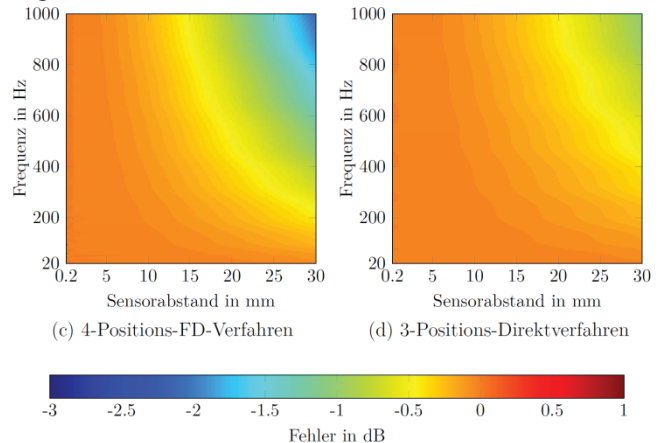 1000
800
600
400
200
20
Frequenz in Hz
0.2 5 10 15 20 25 30
Sensorabstand in mm
(c) 4-Positions-FD-Verfahren
1000
800
600
400
200
20
Frequenz in Hz
0.2 5 10 15 20 25 30
Sensorabstand in mm
(d) 3-Positions-Direktverfahren
-3 -2.5 -2 -1.5 -1 -0.5 0 0.5 1
Fehler in dB